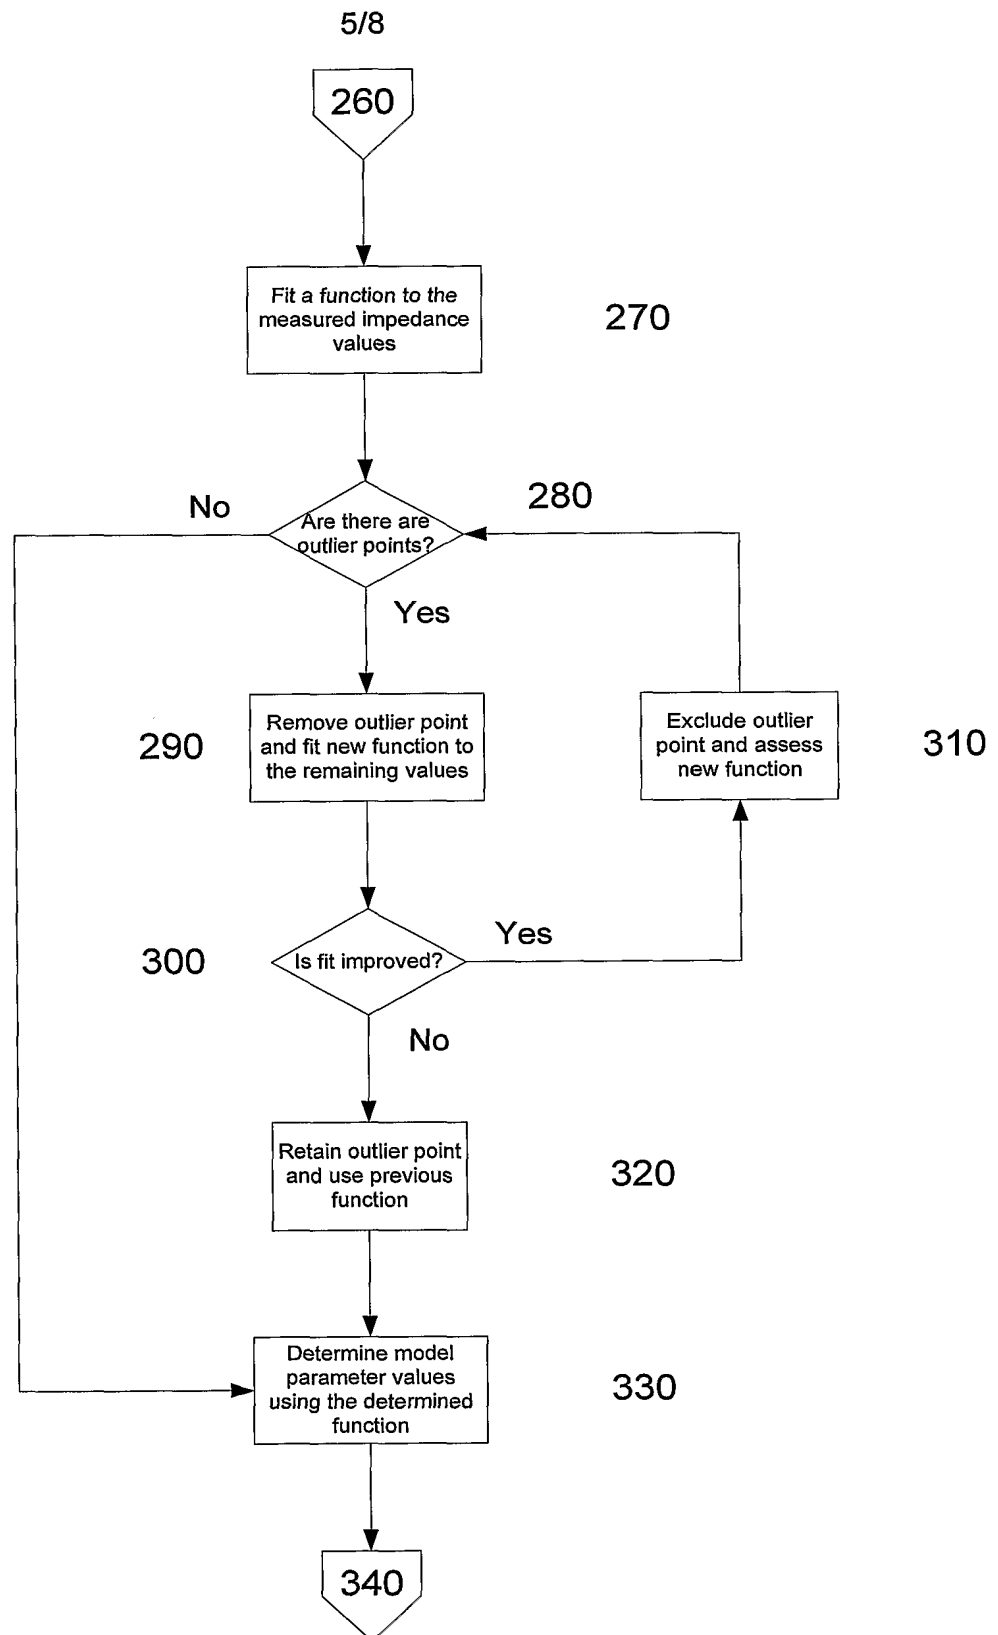 5/8
260
Fit a function to the
measured impedance
values
270
280
No
Are there are
outlier points?
Yes
290
Remove outlier point
and fit new function to
the remaining values
Exclude outlier
point and assess
new function
310
300
Is fit improved?
Yes
No
Retain outlier point
and use previous
function
320
Determine model
parameter values
using the determined
function
330
340